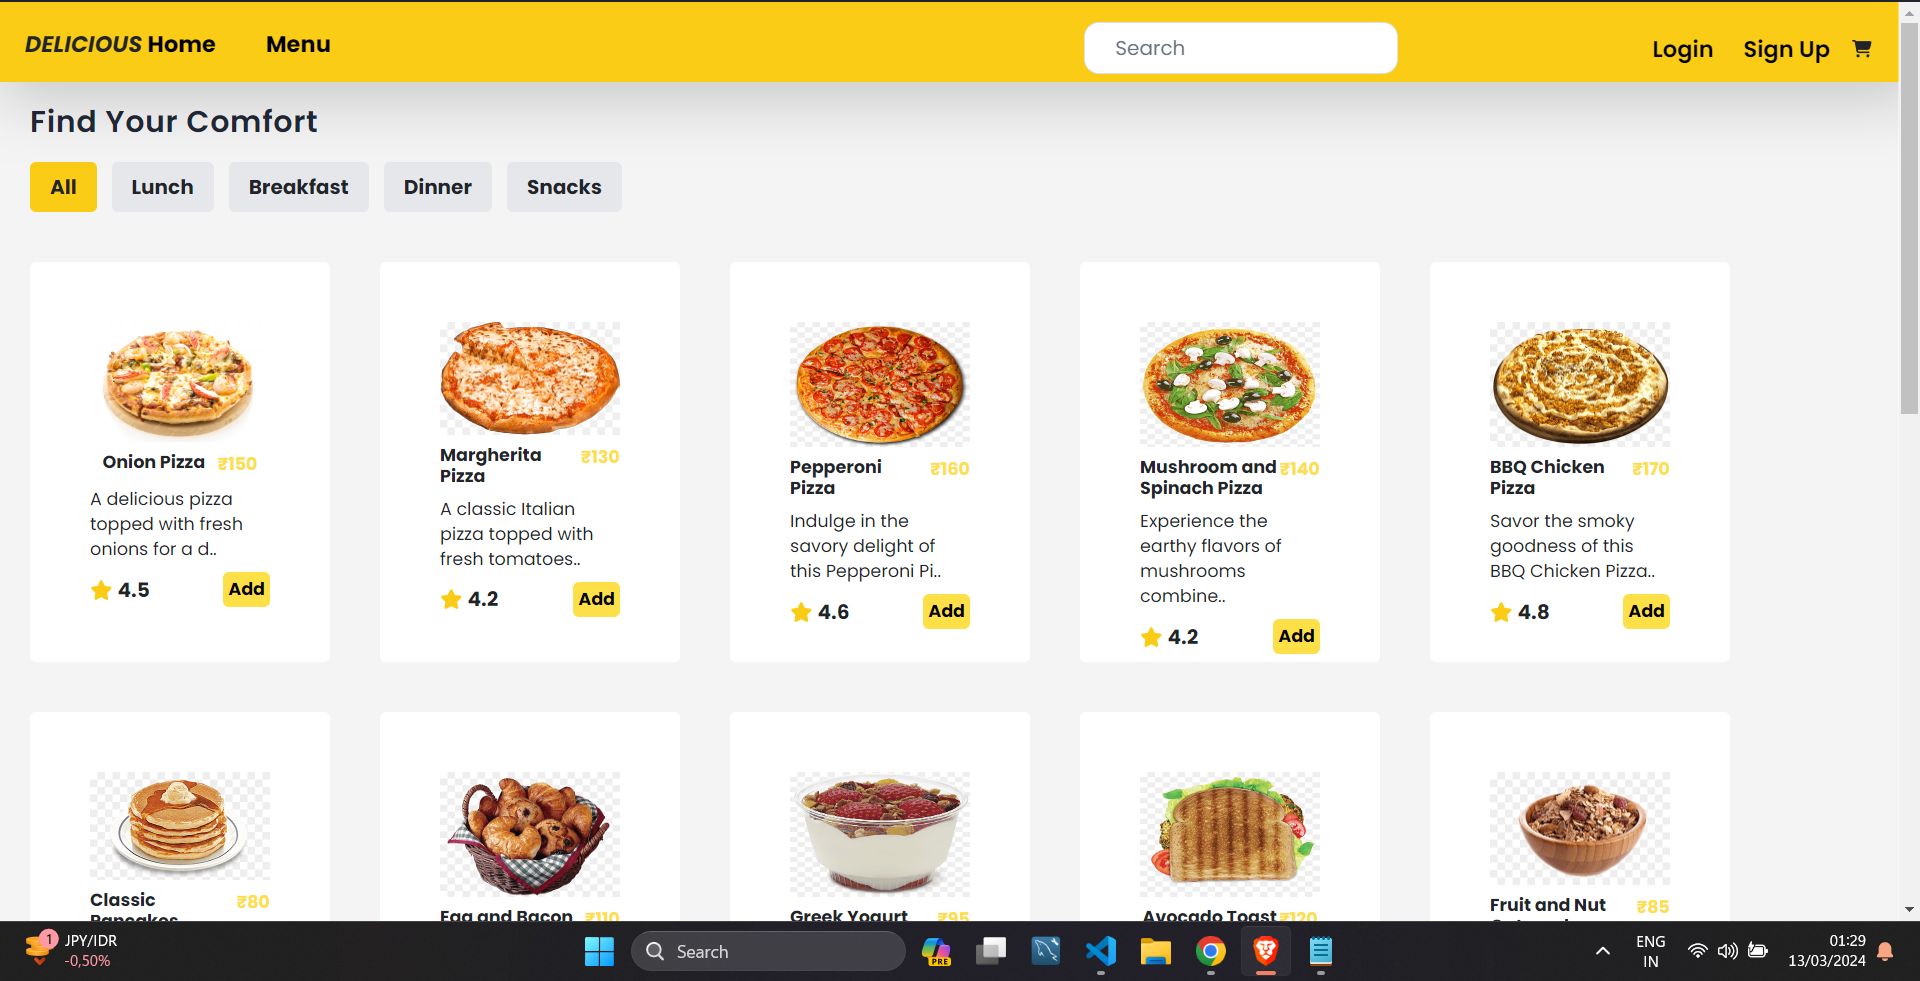 DELICIOUS Home Menu Search Login Sign Up
Find Your Comfort
All Lunch Breakfast Dinner Snacks
Onion Pizza ₹150
A delicious pizza
topped with fresh
onions for a d..
4.5 Add
Margherita ₹130
Pizza
A classic Italian
pizza topped with
fresh tomatoes..
4.2 Add
Pepperoni ₹160
Pizza
Indulge in the
savory delight of
this Pepperoni Pi..
4.6 Add
Mushroom and ₹140
Spinach Pizza
Experience the
earthy flavors of
mushrooms
combine..
4.2 Add
BBQ Chicken ₹170
Pizza
Savor the smoky
goodness of this
BBQ Chicken Pizza..
4.8 Add
Classic ₹80
Pancakes
Egg and Bacon ₹110
Greek Yogurt ₹95
Avocado Toast ₹120
Fruit and Nut ₹85
1 JPY/IDR
-0,50%
Search
PRE
ENG
IN
01:29
13/03/2024